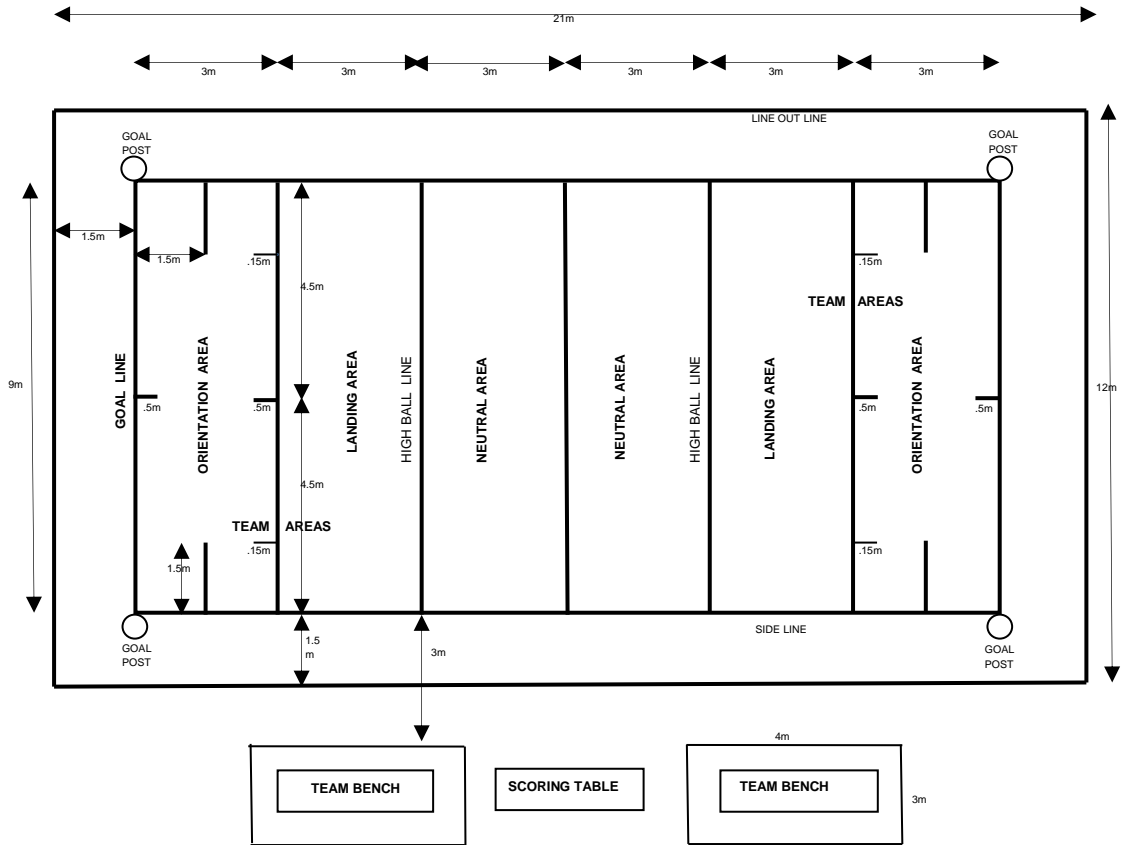 21m
3m
3m
3m
3m
3m
3m
LINE OUT LINE
GOAL
POST
GOAL
POST
1.5m
1.5m
.15m
4.5m
.15m
TEAM AREAS
9m
GOAL LINE
ORIENTATION AREA
LANDING AREA
HIGH BALL LINE
NEUTRAL AREA
NEUTRAL AREA
HIGH BALL LINE
LANDING AREA
ORIENTATION AREA
12m
.5m
.5m
.5m
.5m
4.5m
TEAM AREAS
.15m
.15m
1.5m
GOAL
POST
1.5
m
3m
SIDE LINE
GOAL
POST
4m
TEAM BENCH
SCORING TABLE
TEAM BENCH
3m